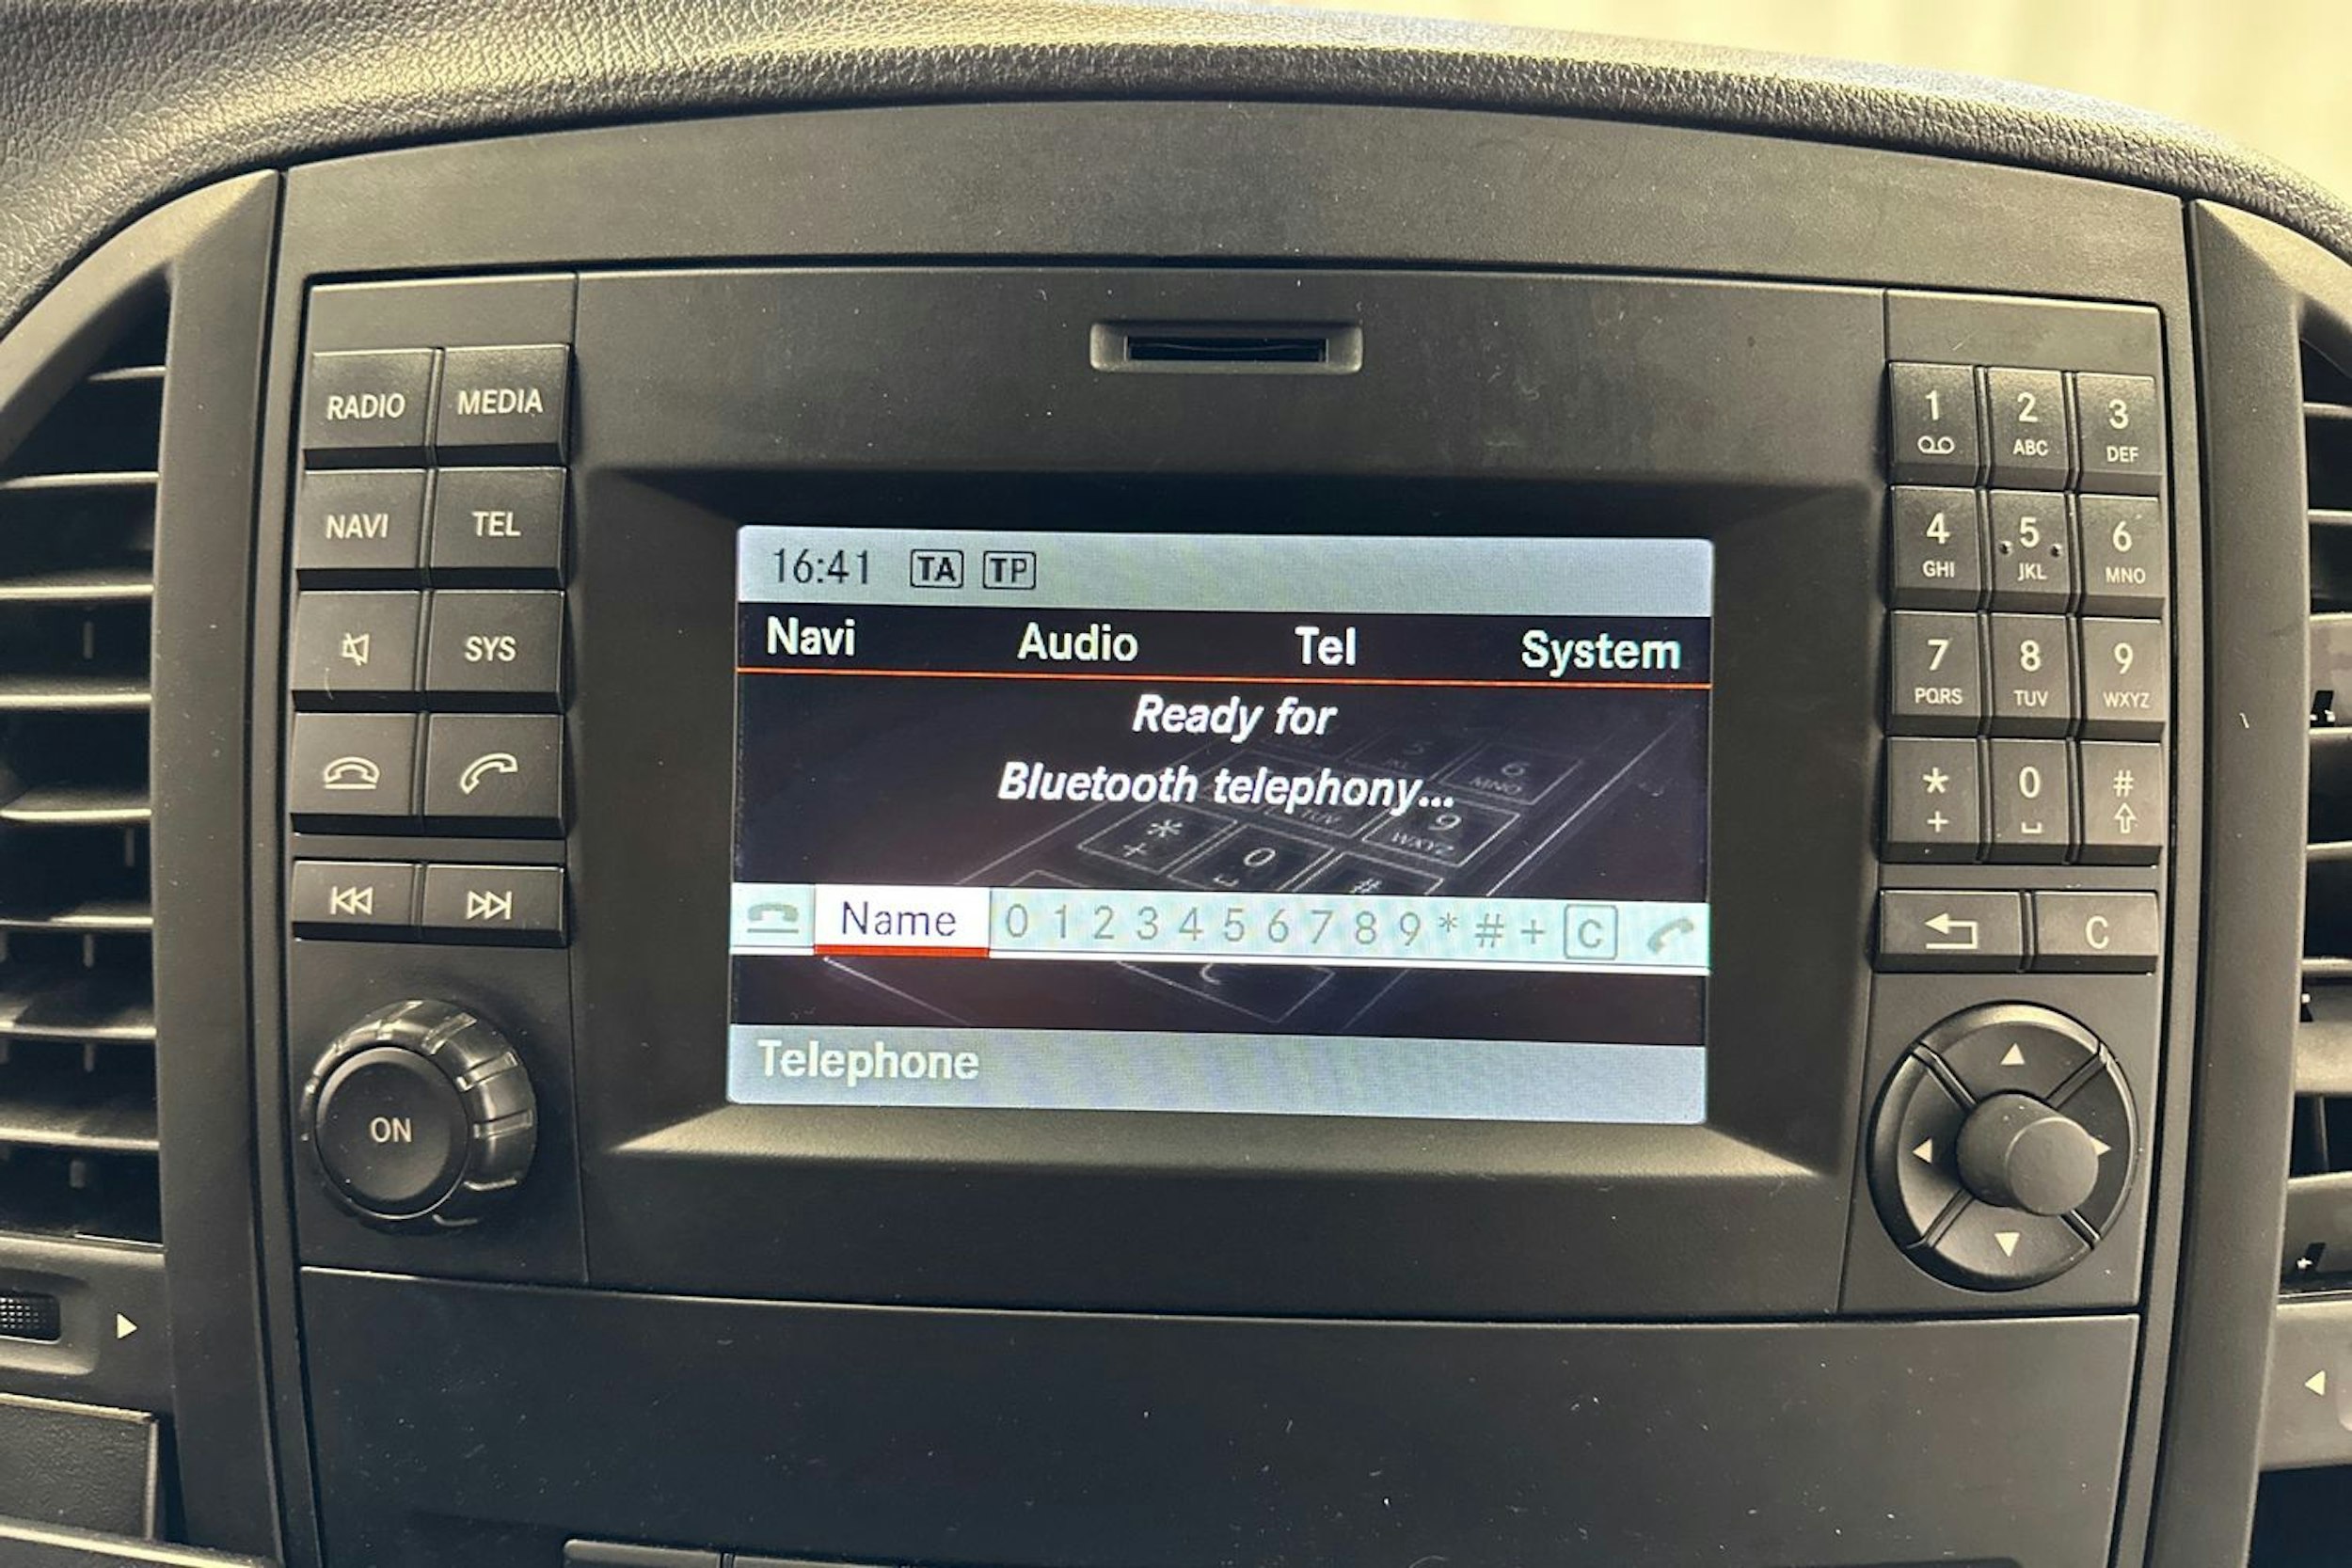 RADIO MEDIA
NAVI TEL
SYS
ON
16:41 TA TP
Navi Audio Tel System
Ready for
Bluetooth telephony...
Name 0 1 2 3 4 5 6 7 8 9 * # + C
Telephone
1 2 3
ABC DEF
4 5 6
GHI JKL MNO
7 8 9
PQRS TUV WXYZ
* 0 #
+
C